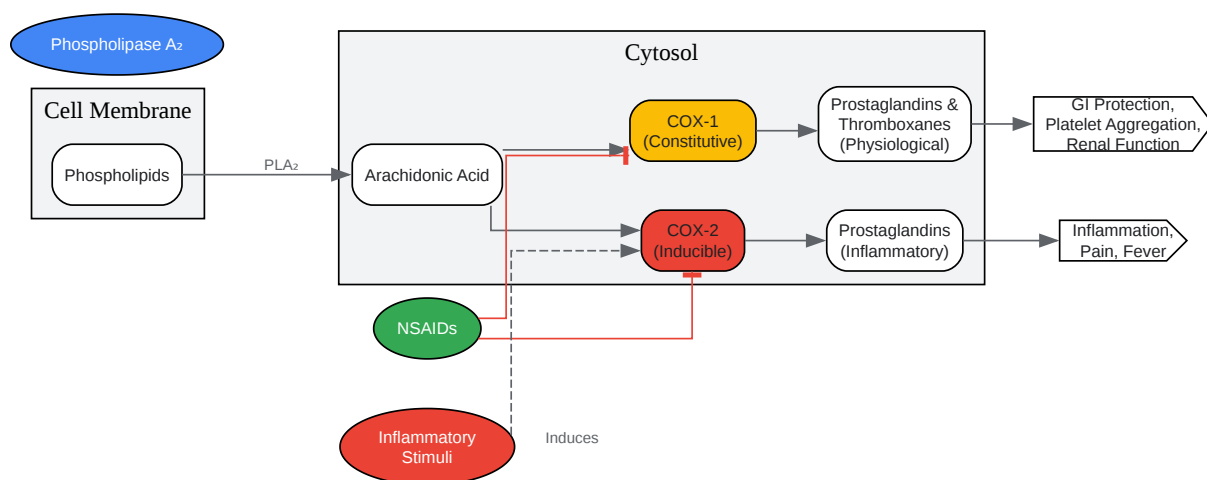 Phospholipase A₂
Cell Membrane
Phospholipids
PLA₂
Cytosol
Arachidonic Acid
COX-1
(Constitutive)
Prostaglandins &
Thromboxanes
(Physiological)
GI Protection,
Platelet Aggregation,
Renal Function
COX-2
(Inducible)
Prostaglandins
(Inflammatory)
Inflammation,
Pain, Fever
NSAIDs
Inflammatory
Stimuli
Induces